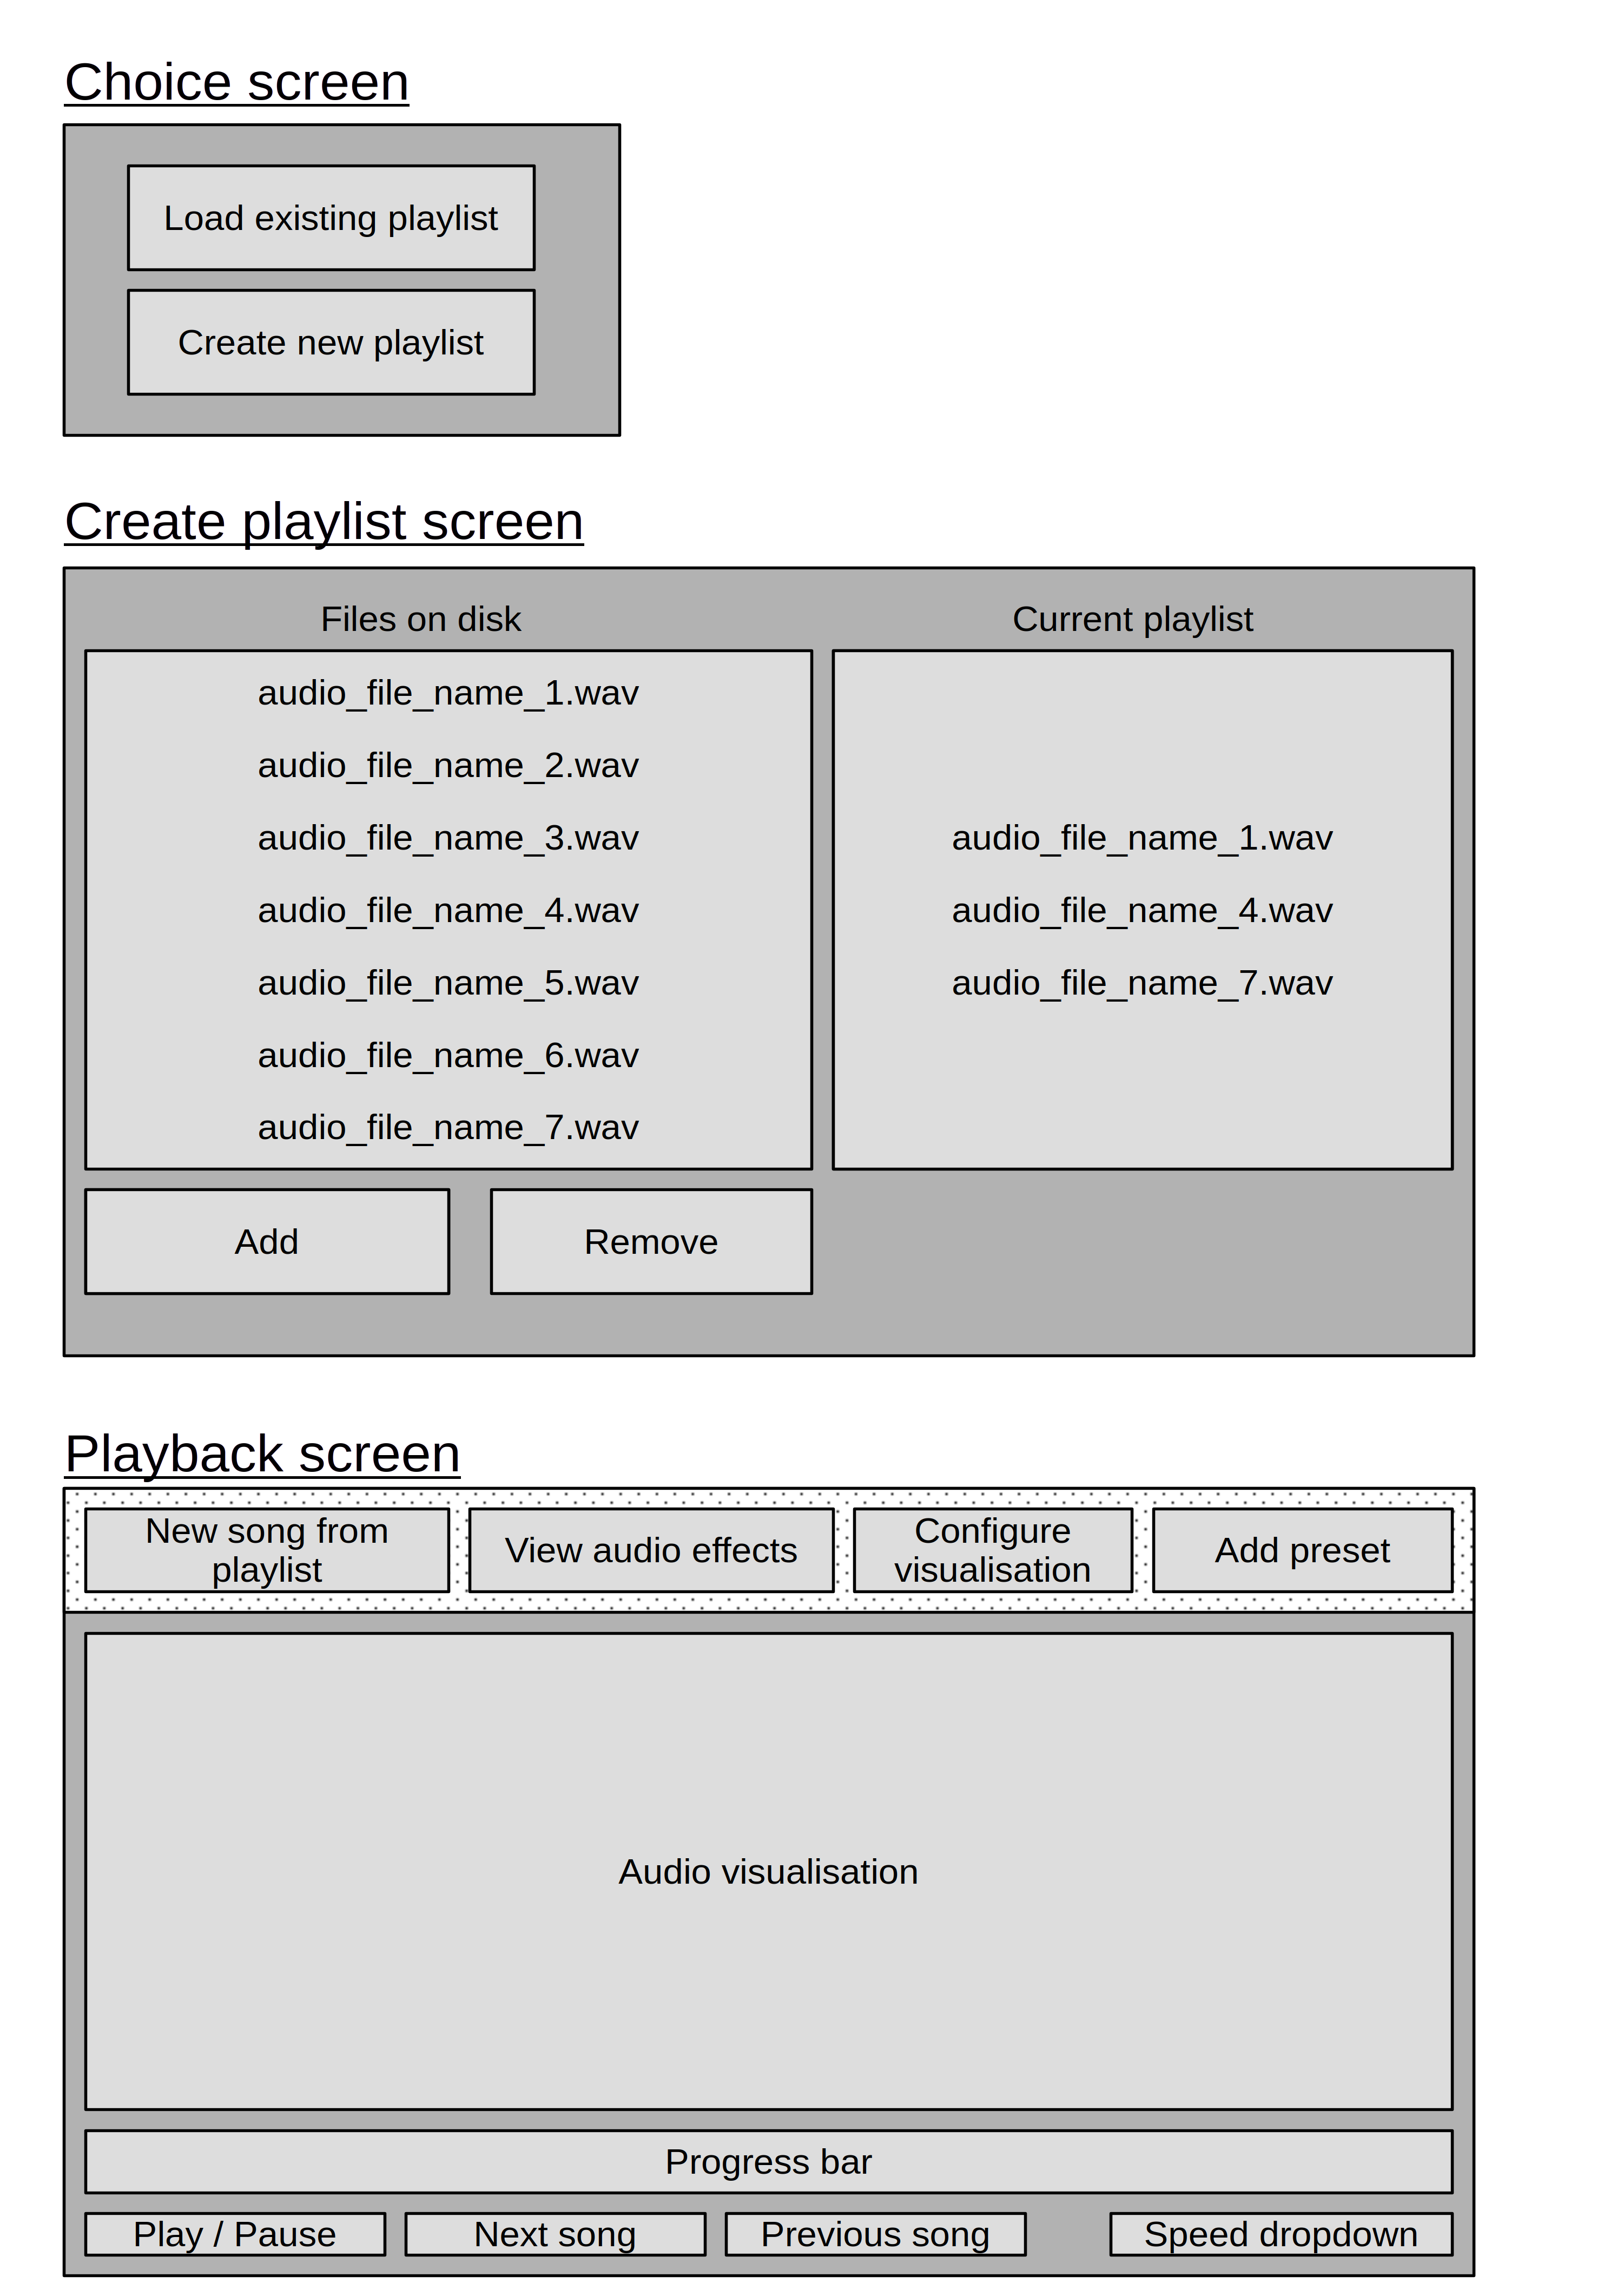 Choice screen
Load existing playlist
Create new playlist
Create playlist screen
Files on disk
audio_file_name_1.wav
audio_file_name_2.wav
audio_file_name_3.wav
audio_file_name_4.wav
audio_file_name_5.wav
audio_file_name_6.wav
audio_file_name_7.wav
Current playlist
audio_file_name_1.wav
audio_file_name_4.wav
audio_file_name_7.wav
Add
Remove
Playback screen
New song from
playlist
View audio effects
Configure
visualisation
Add preset
Audio visualisation
Progress bar
Play / Pause
Next song
Previous song
Speed dropdown